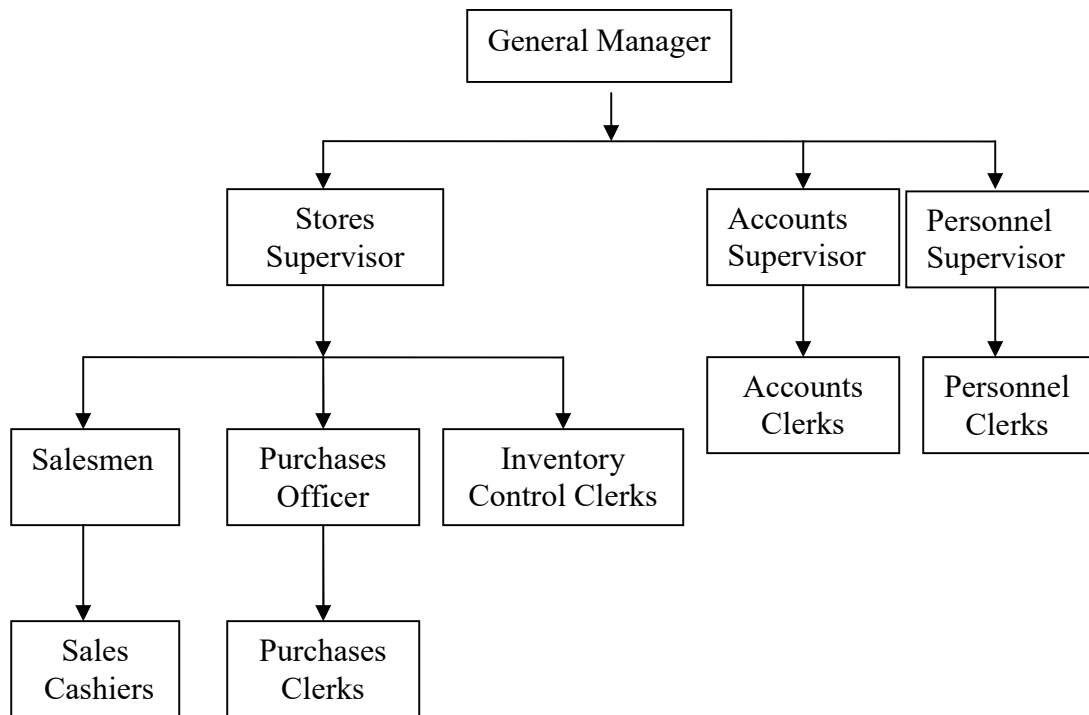 General Manager
Stores
Supervisor
Accounts
Supervisor
Personnel
Supervisor
Accounts
Clerks
Personnel
Clerks
Salesmen
Purchases
Officer
Inventory
Control Clerks
Sales
Cashiers
Purchases
Clerks